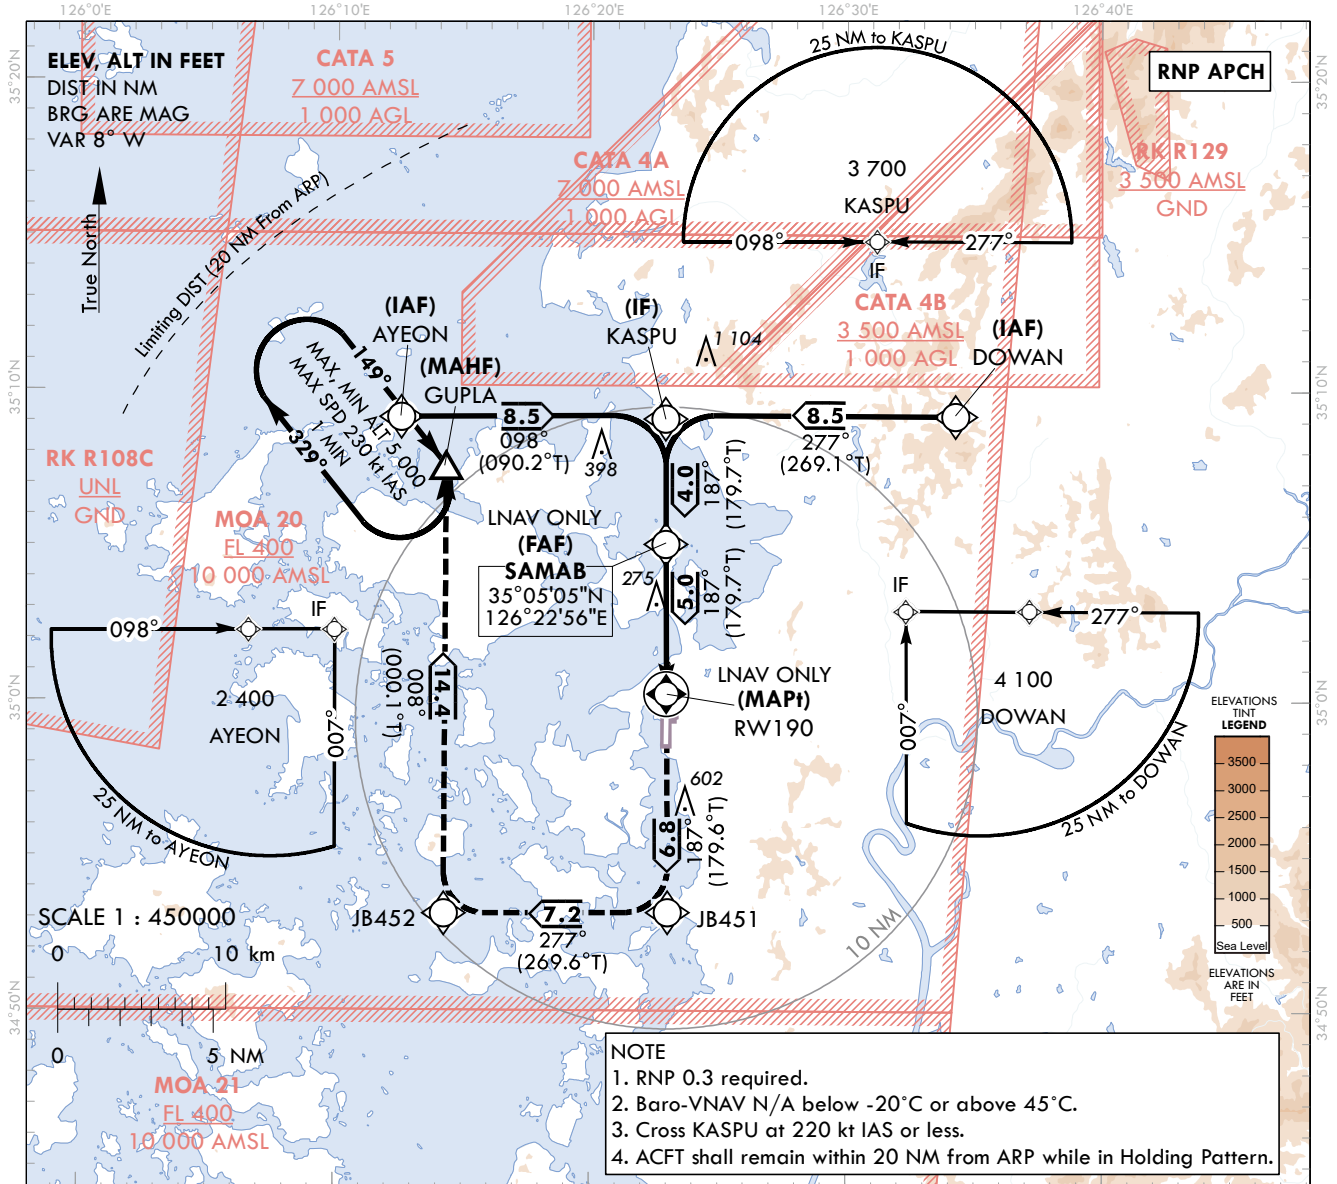 126°0'E
126°10'E
126°20'E
126°30'E
126°40'E
35°20'N
35°20'N
ELEV, ALT IN FEET
DIST IN NM
BRG ARE MAG
VAR 8° W
True North
CATA 5
7 000 AMSL
1 000 AGL
Limiting DIST (20 NM From ARP)
CATA 4A
7 000 AMSL
1 000 AGL
25 NM to KASPU
3 700
KASPU
098°
277°
IF
RNP APCH
RK R129
3 500 AMSL
GND
CATA 4B
3 500 AMSL
1 000 AGL
(IAF)
AYEON
(MAHF)
GUPLA
(IF)
KASPU
1 104
(IAF)
DOWAN
35°10'N
35°10'N
149°
MAX, MIN ALT 5 000
MAX SPD 230 kt IAS
1 MIN
329°
8.5
098°
(090.2°T)
398
8.5
277°
(269.1°T)
4.0
187°
(179.7°T)
RK R108C
UNL
GND
MOA 20
FL 400
10 000 AMSL
LNAV ONLY
(FAF)
SAMAB
35°05'05"N
126°22'56"E
275
5.0
187°
(179.7°T)
098°
IF
2 400
AYEON
007°
25 NM to AYEON
14.4
008°
(000.1°T)
LNAV ONLY
(MAPt)
RW190
IF
277°
4 100
DOWAN
007°
25 NM to DOWAN
35°0'N
35°0'N
602
6.8
187°
(179.6°T)
JB452
7.2
277°
(269.6°T)
JB451
10 NM
ELEVATIONS
TINT
LEGEND
3500
3000
2500
2000
1500
1000
500
Sea Level
ELEVATIONS
ARE IN
FEET
SCALE 1 : 450000
0
10 km
0
5 NM
34°50'N
34°50'N
MOA 21
FL 400
10 000 AMSL
NOTE
1. RNP 0.3 required.
2. Baro-VNAV N/A below -20°C or above 45°C.
3. Cross KASPU at 220 kt IAS or less.
4. ACFT shall remain within 20 NM from ARP while in Holding Pattern.